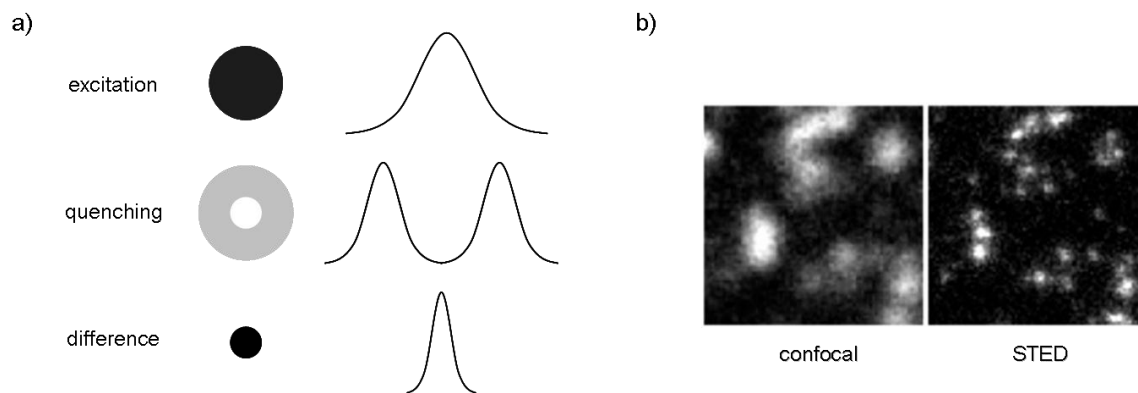 a)
b)
excitation
quenching
difference
confocal
STED